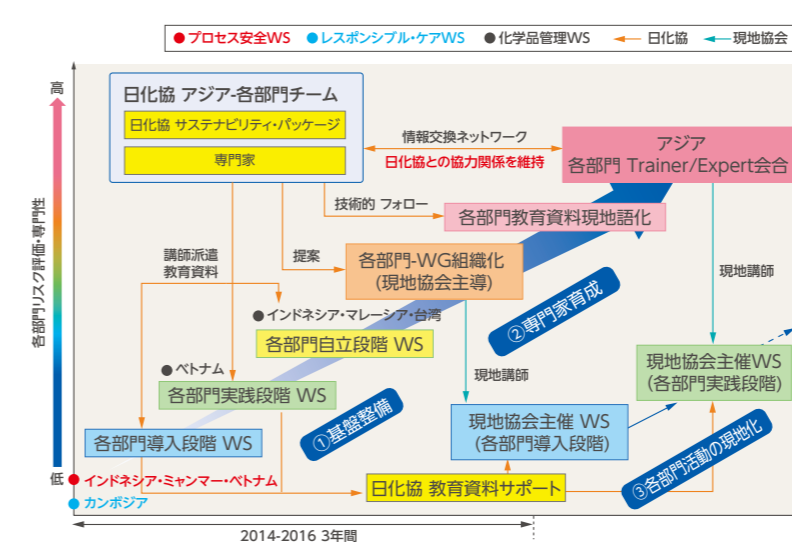 ●プロセス安全WS ●レスポンシブル・ケアWS ●化学品管理WS ←日化協 ←現地協会
高
日化協 アジア-各部門チーム
日化協 サステナビリティ・パッケージ
専門家
情報交換ネットワーク
日化協との協力関係を維持
アジア
各部門 Trainer/Expert会合
技術的 フォロー
各部門教育資料現地語化
講師派遣
教育資料
提案
各部門-WG組織化
(現地協会主導)
現地講師
各部門リスク評価・専門性
●インドネシア・マレーシア・台湾
各部門自立段階 WS
②専門家育成
●ベトナム
各部門実践段階 WS
現地講師
現地協会主催WS
(各部門実践段階)
①基盤整備
各部門導入段階 WS
現地協会主催 WS
(各部門導入段階)
③各部門活動の現地化
低
●インドネシア・ミャンマー・ベトナム
日化協 教育資料サポート
●カンボジア
2014-2016 3年間